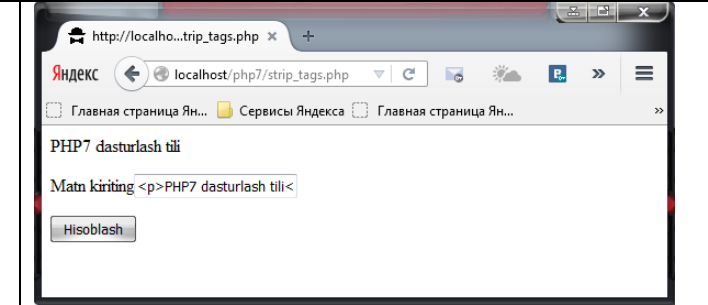 http://localho...trip_tags.php × +
Яндекс localhost/php7/strip_tags.php
Главная страница Ян... Сервисы Яндекса Главная страница Ян... »
PHP7 dasturlash tili
Matn kiriting <p>PHP7 dasturlash tili<
Hisoblash